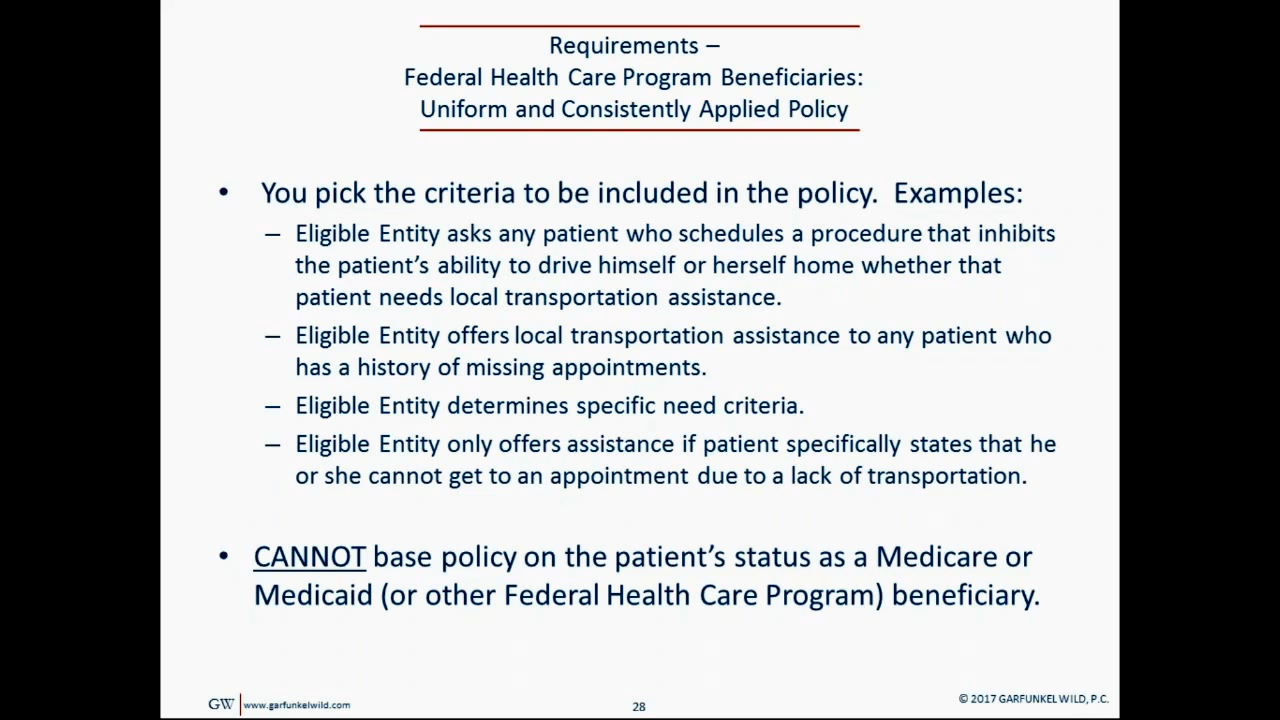 Requirements –
Federal Health Care Program Beneficiaries:
Uniform and Consistently Applied Policy
• You pick the criteria to be included in the policy. Examples:
– Eligible Entity asks any patient who schedules a procedure that inhibits
the patient's ability to drive himself or herself home whether that
patient needs local transportation assistance.
– Eligible Entity offers local transportation assistance to any patient who
has a history of missing appointments.
– Eligible Entity determines specific need criteria.
– Eligible Entity only offers assistance if patient specifically states that he
or she cannot get to an appointment due to a lack of transportation.
• CANNOT base policy on the patient's status as a Medicare or
Medicaid (or other Federal Health Care Program) beneficiary.
GW www.garfunkelwild.com
28
© 2017 GARFUNKEL WILD, P.C.